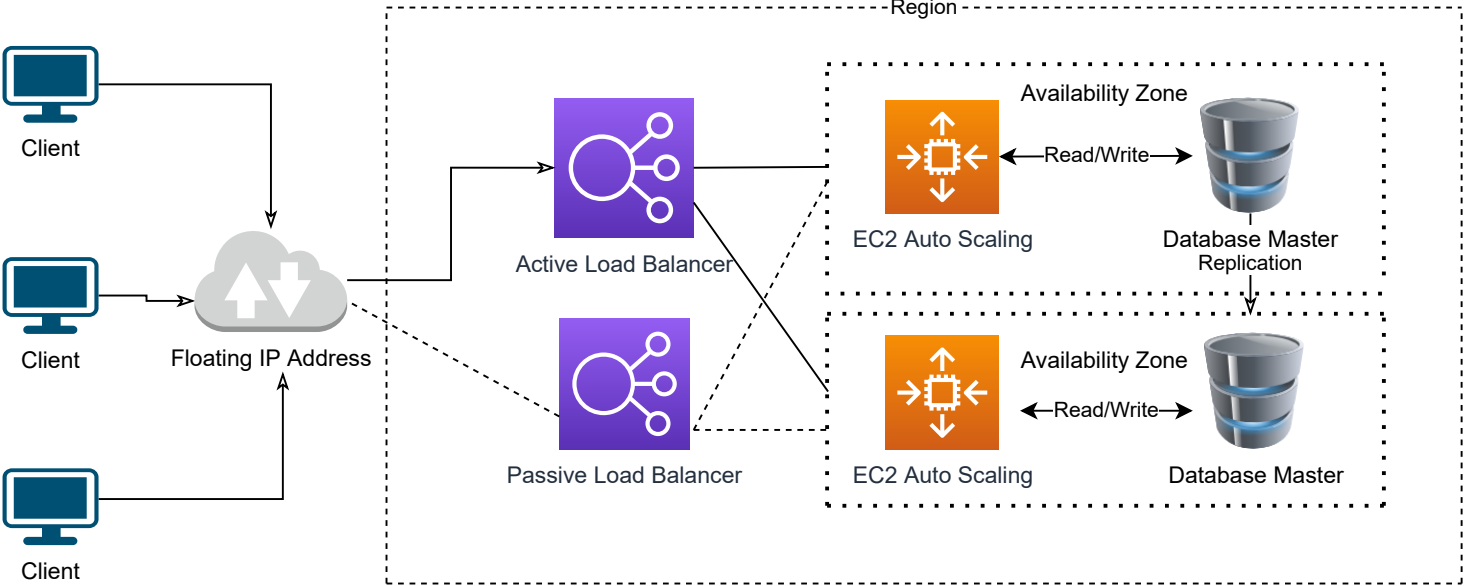 Region
Client
Client
Client
Floating IP Address
Active Load Balancer
Passive Load Balancer
Availability Zone
Read/Write
EC2 Auto Scaling
Database Master
Replication
Availability Zone
Read/Write
EC2 Auto Scaling
Database Master